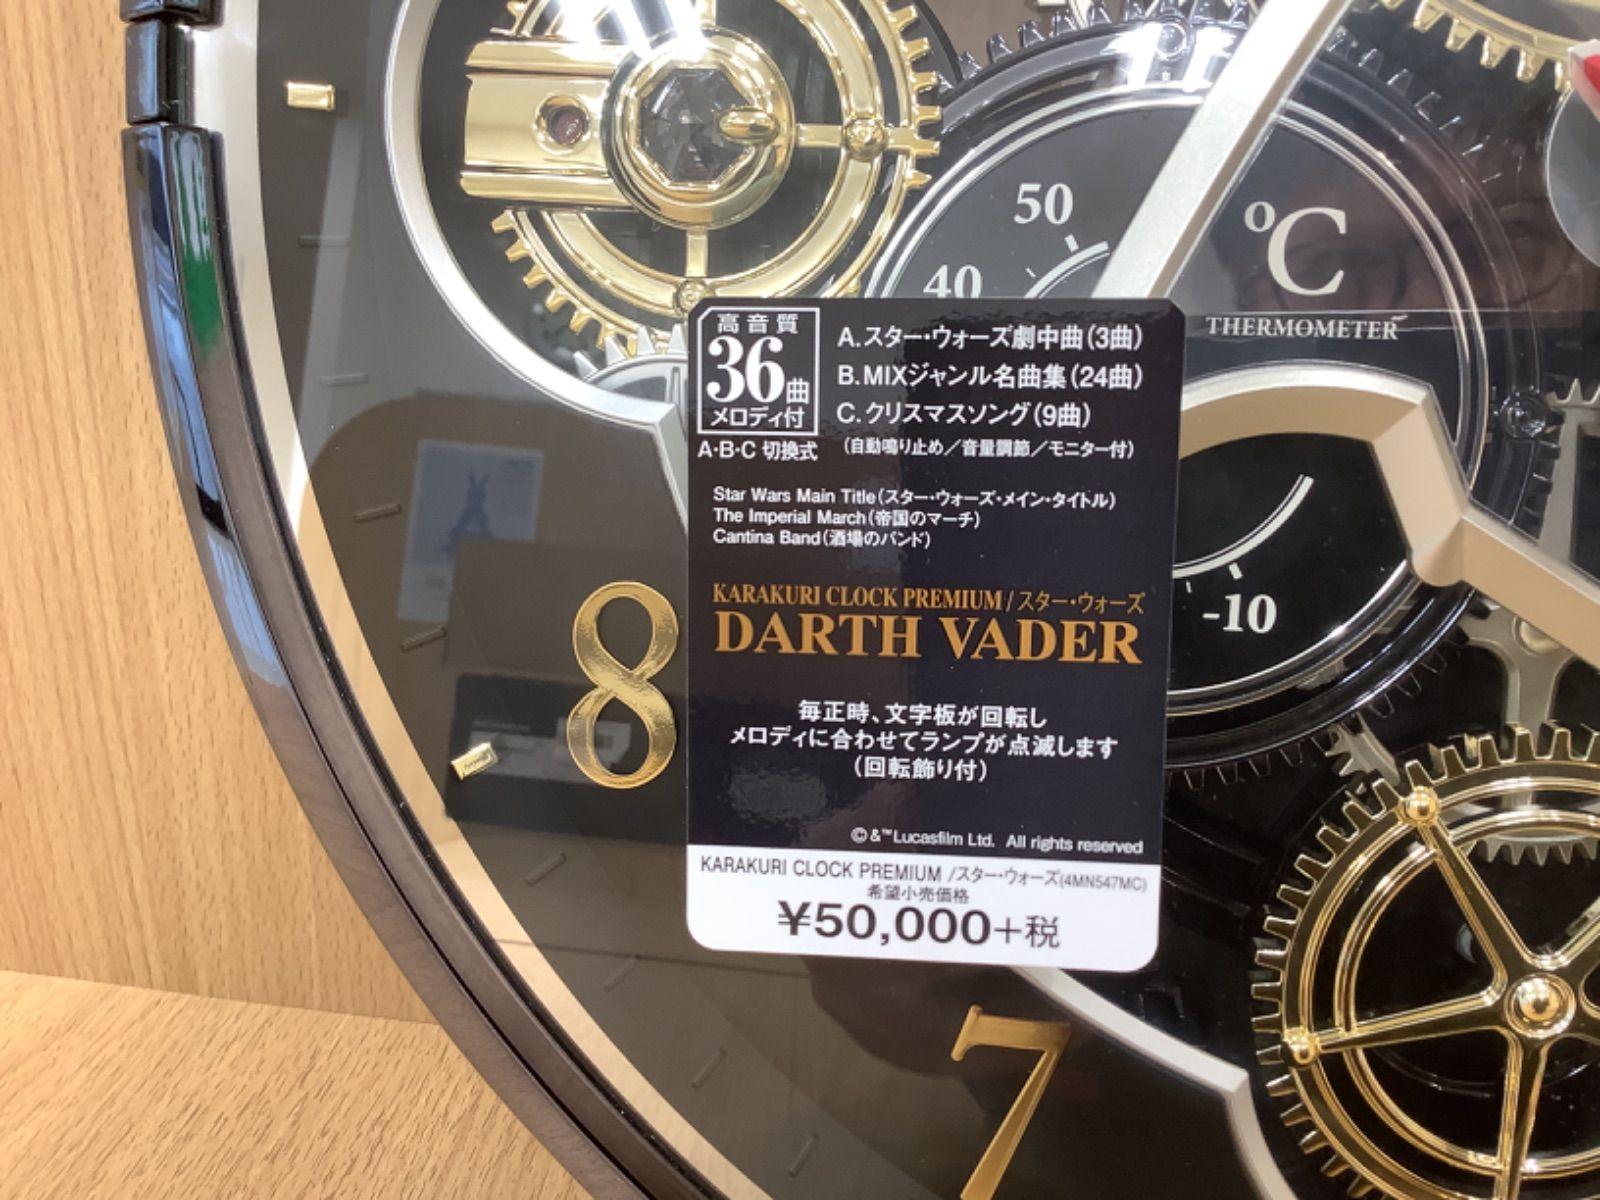 50
40
°C
THERMOMETER
高音質
36曲
メロディ付
A・B・C 切換式
A.スター・ウォーズ劇中曲(3曲)
B.MIXジャンル名曲集(24曲)
C.クリスマスソング(9曲)
(自動鳴り止め/音量調節/モニター付)
Star Wars Main Title(スター・ウォーズ・メイン・タイトル)
The Imperial March(帝国のマーチ)
Cantina Band(酒場のバンド)
-10
KARAKURI CLOCK PREMIUM/スター・ウォーズ
DARTH VADER
8
毎正時、文字板が回転し
メロディに合わせてランプが点滅します
(回転飾り付)
©&™Lucasfilm Ltd. All rights reserved
KARAKURI CLOCK PREMIUM /スター・ウォーズ(4MN547MC)
希望小売価格
¥50,000+税
7